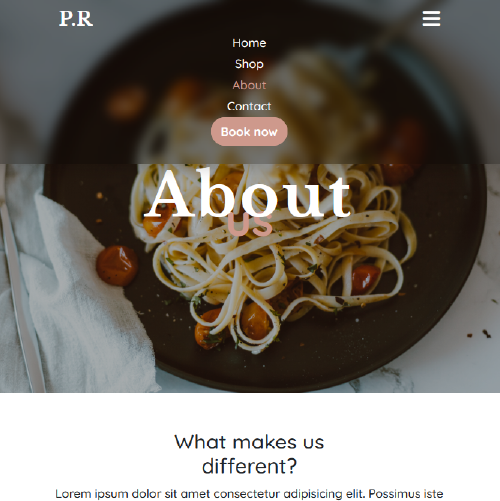 P.R
Home
Shop
About
Contact
Book now
About
us
What makes us
different?
Lorem ipsum dolor sit amet consectetur adipisicing elit. Possimus iste